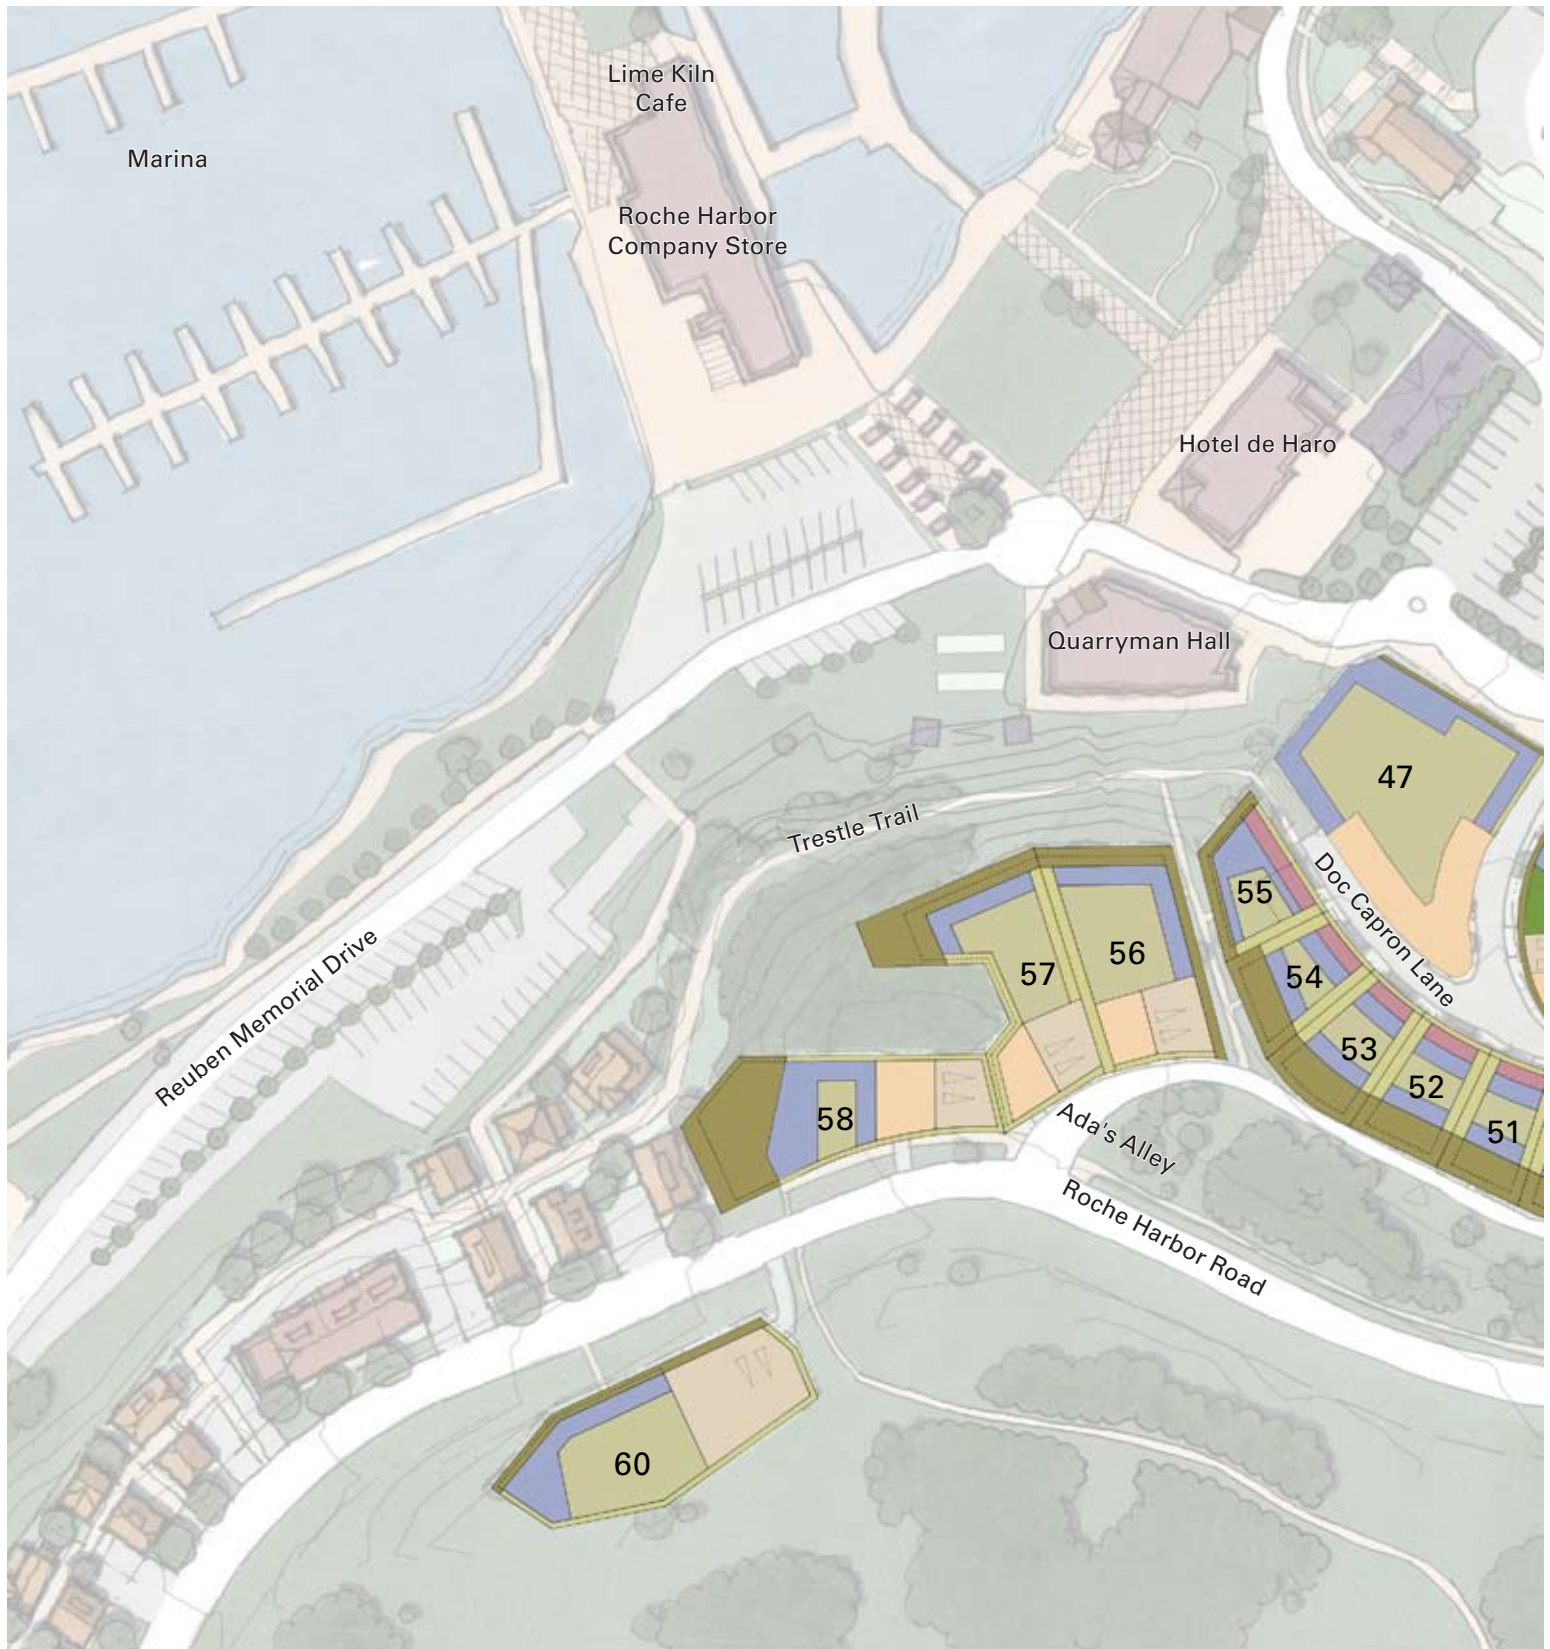 Lime Kiln
Cafe
Marina
Roche Harbor
Company Store
Hotel de Haro
Quarryman Hall
47
Trestle Trail
55
Doc Capron Lane
56
57
54
Reuben Memorial Drive
53
52
58
51
Ada's Alley
Roche Harbor Road
60